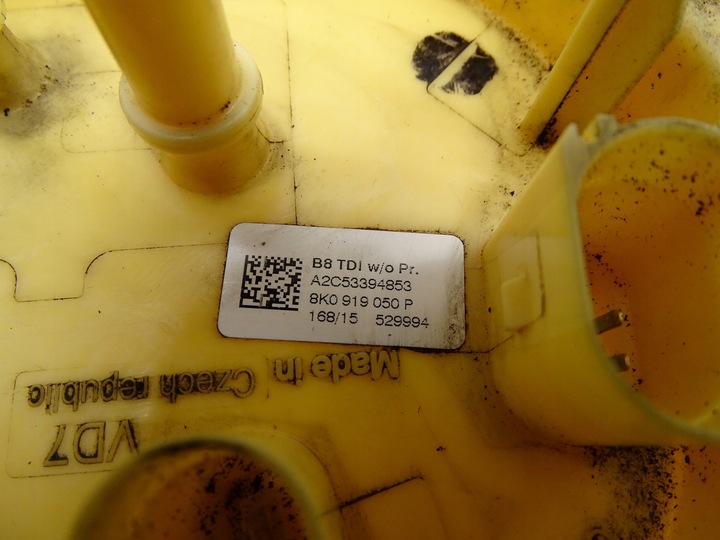 B8 TDI w/o Pr.
A2C53394853
8K0 919 050 P
168/15 529994
Made in
Czech republic
VD7